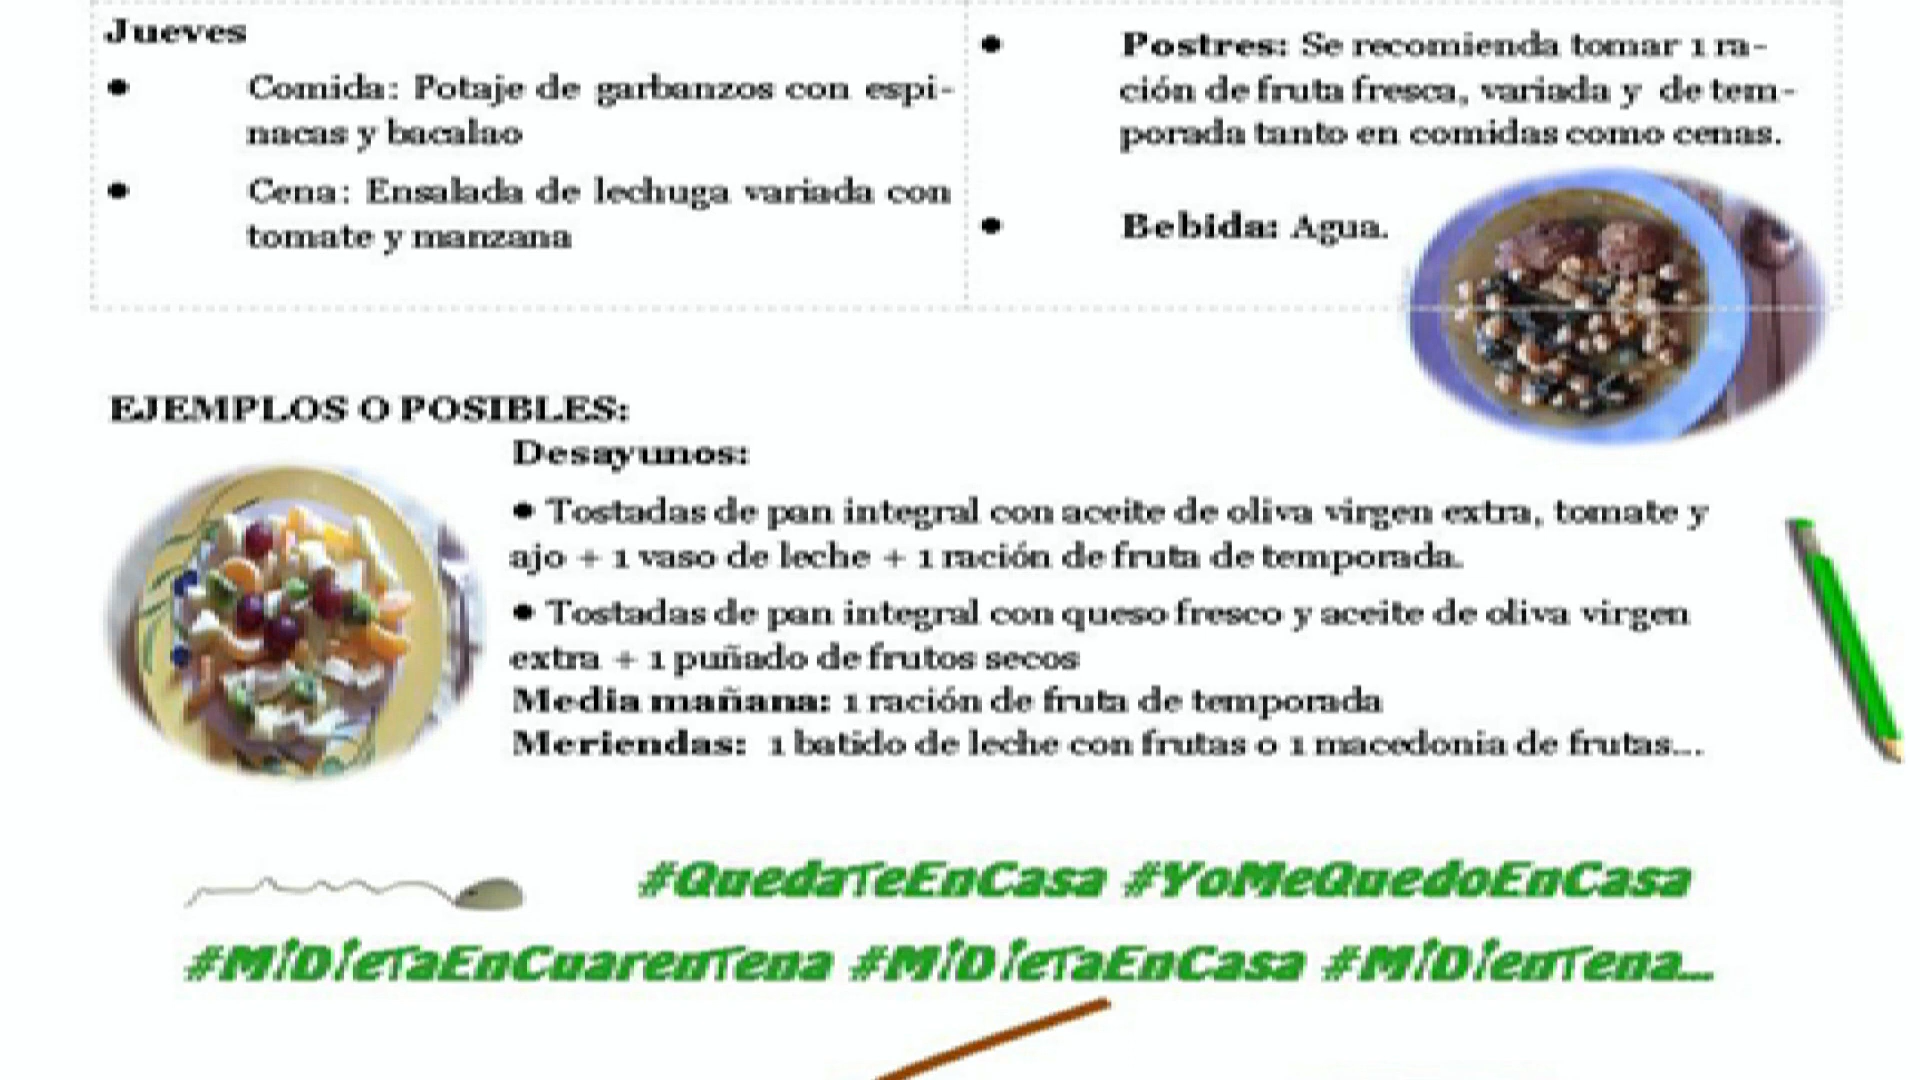 Jueves
● Comida: Potaje de garbanzos con espi-
nacas y bacalao
● Cena: Ensalada de lechuga variada con
tomate y manzana
● Postres: Se recomienda tomar 1 ra-
ción de fruta fresca, variada y de tem-
porada tanto en comidas como cenas.
● Bebida: Agua.
EJEMPLOS O POSIBLES:
Desayunos:
● Tostadas de pan integral con aceite de oliva virgen extra, tomate y
ajo + 1 vaso de leche + 1 ración de fruta de temporada.
● Tostadas de pan integral con queso fresco y aceite de oliva virgen
extra + 1 puñado de frutos secos
Media mañana: 1 ración de fruta de temporada
Meriendas: 1 batido de leche con frutas o 1 macedonia de frutas...
#QuedaTeEnCasa #YoMeQuedoEnCasa
#MiDieTaEnCuarenTena #MiDieTaEnCasa #MiDienTena...